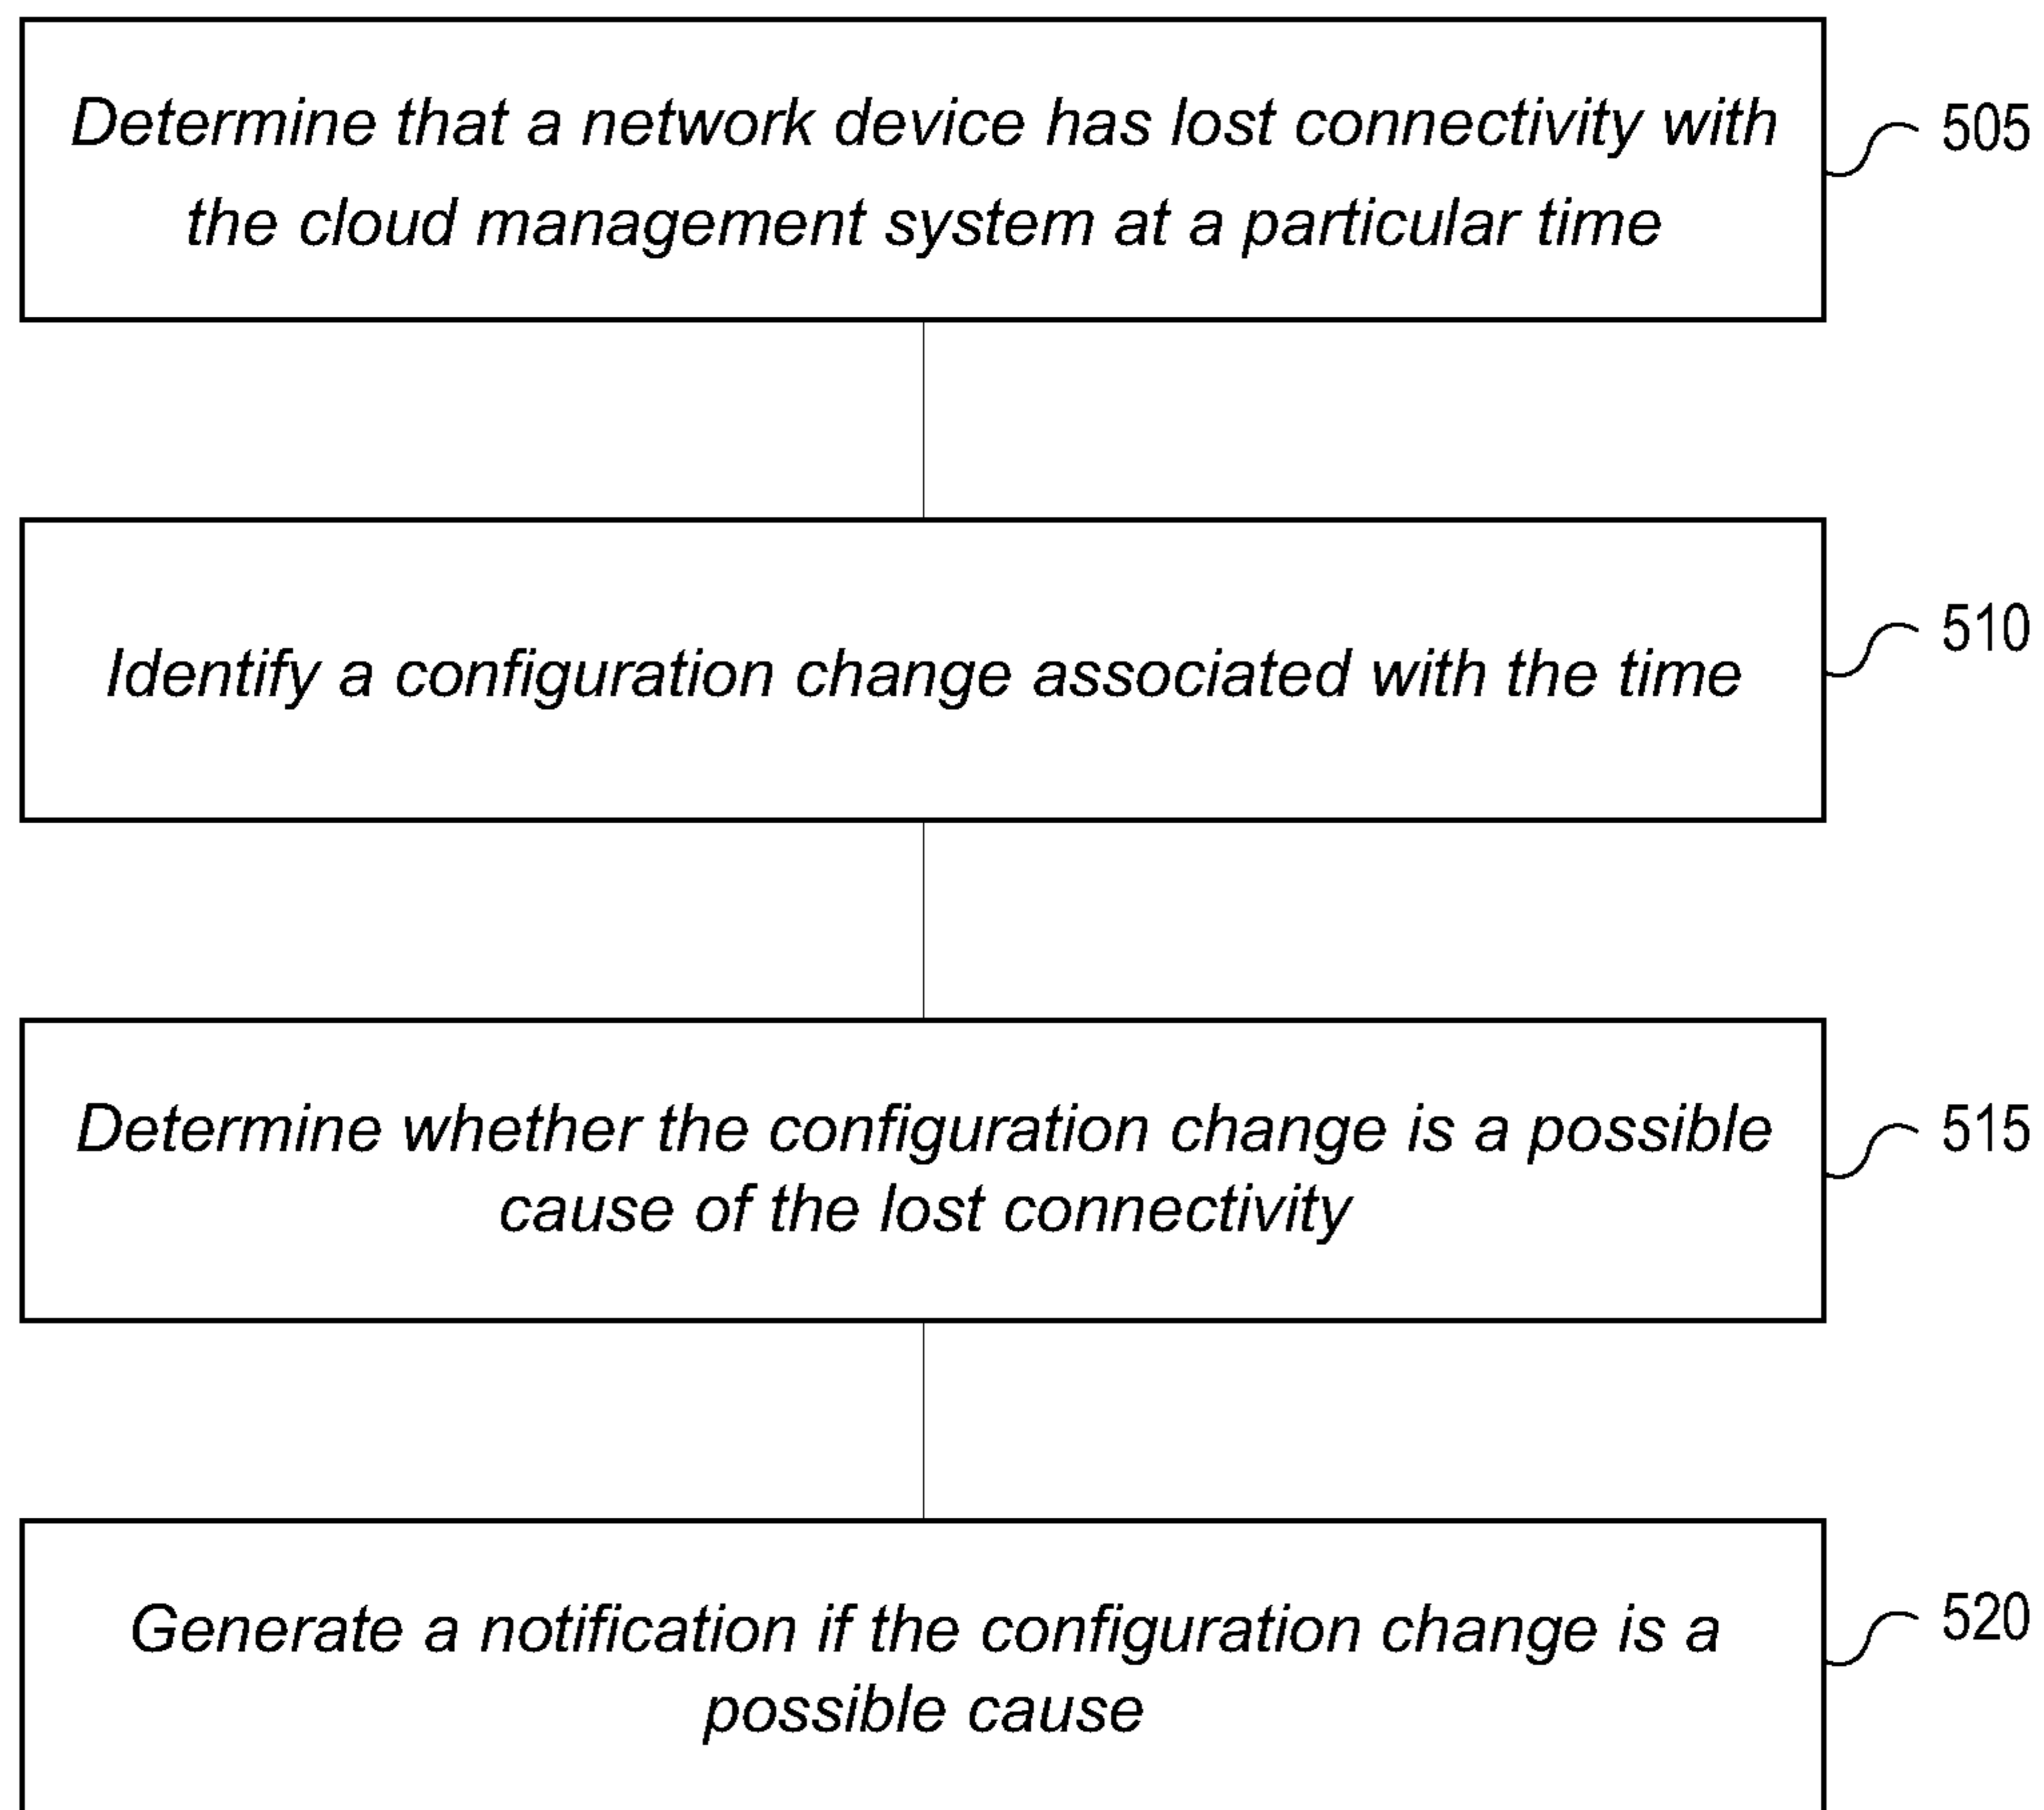 Determine that a network device has lost connectivity with
the cloud management system at a particular time
505
Identify a configuration change associated with the time
510
Determine whether the configuration change is a possible
cause of the lost connectivity
515
Generate a notification if the configuration change is a
possible cause
520